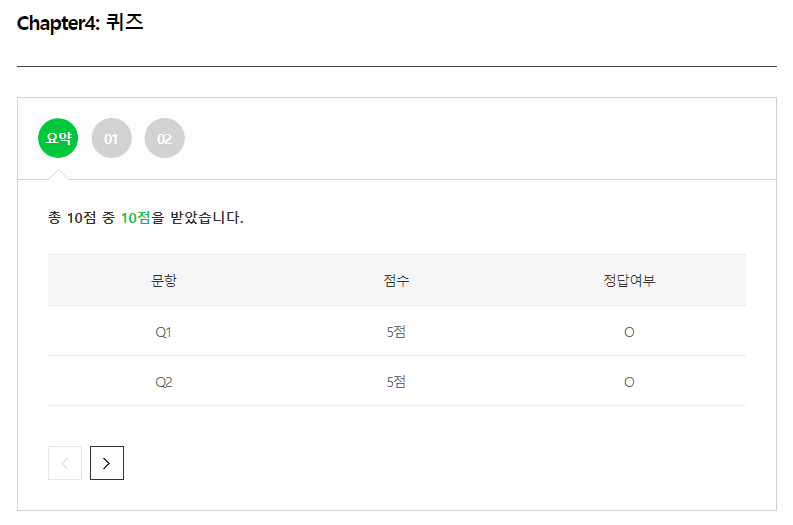 Chapter4: 퀴즈
요약 01 02
총 10점 중 10점을 받았습니다.
문항 점수 정답여부
Q1 5점 O
Q2 5점 O